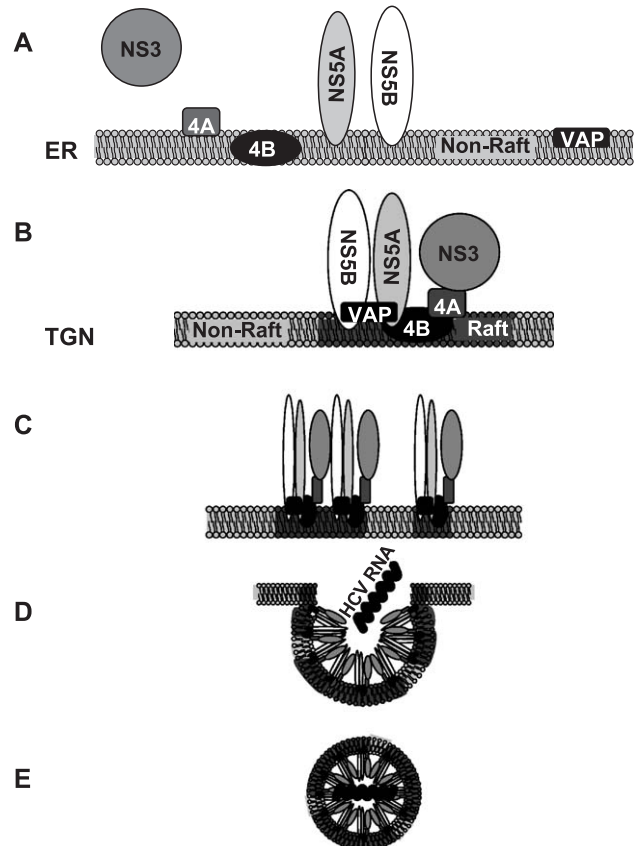 A
NS3
NS5A
NS5B
4A
ER
4B
Non-Raft
VAP
B
NS5B
NS5A
NS3
4A
VAP
TGN
Non-Raft
4B
Raft
C
D
HCV RNA
E